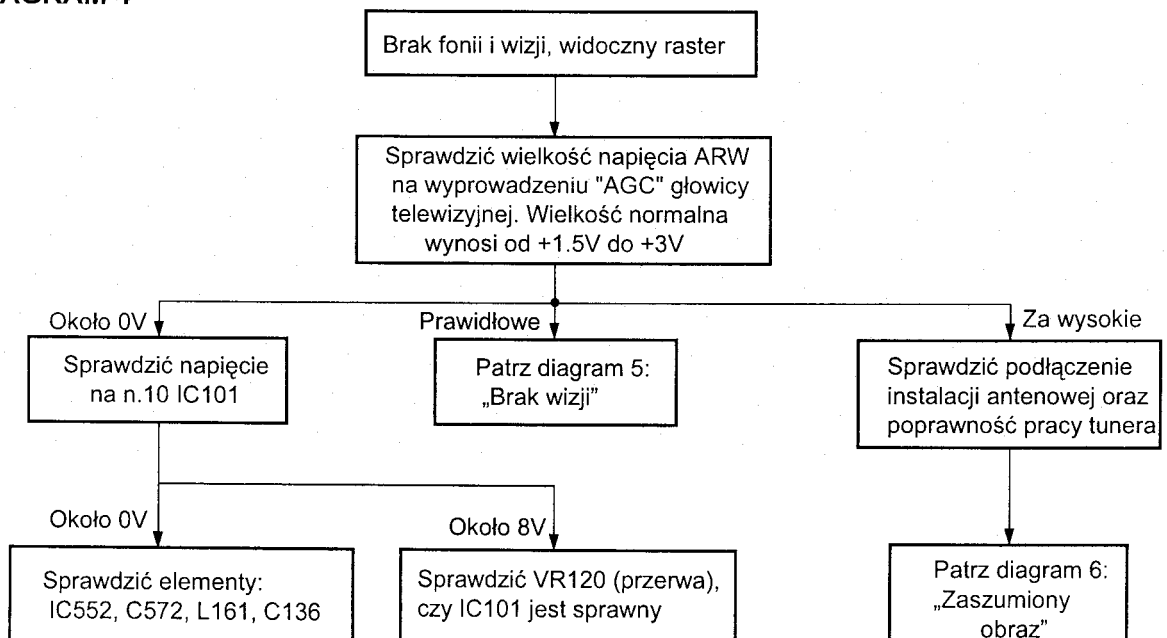 Brak fonii i wizji, widoczny raster
Sprawdzić wielkość napięcia ARW
na wyprowadzeniu "AGC" głowicy
telewizyjnej. Wielkość normalna
wynosi od +1.5V do +3V
Około 0V
Prawidłowe
Za wysokie
Sprawdzić napięcie
na n.10 IC101
Patrz diagram 5:
„Brak wizji”
Sprawdzić podłączenie
instalacji antenowej oraz
poprawność pracy tunera
Około 0V
Około 8V
Sprawdzić elementy:
IC552, C572, L161, C136
Sprawdzić VR120 (przerwa),
czy IC101 jest sprawny
Patrz diagram 6:
„Zaszumiony
obraz”